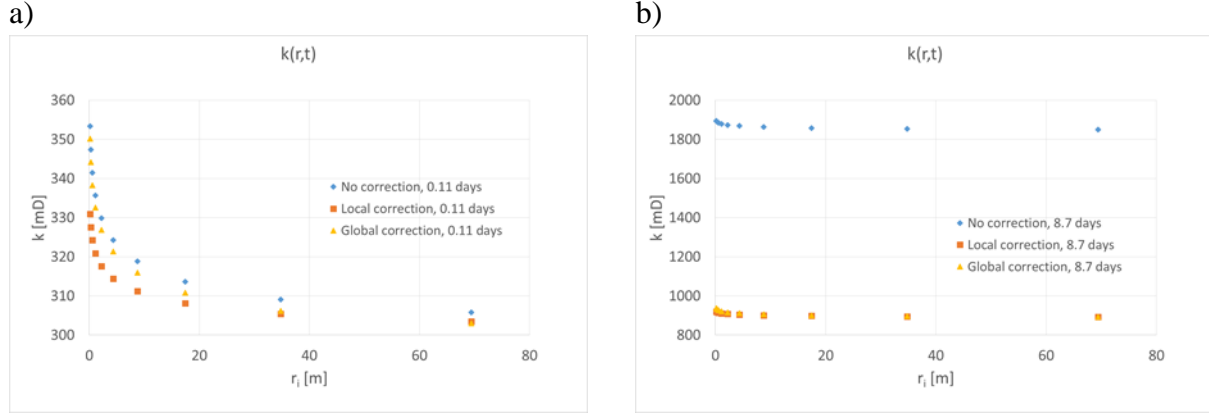 a)
k(r,t)
360
350
340
330
320
310
300
k [mD]
0
20
40
60
80
r i [m]
No correction, 0.11 days
Local correction, 0.11 days
Global correction, 0.11 days
b)
k(r,t)
2000
1800
1600
1400
1200
1000
800
k [mD]
0
20
40
60
80
r i [m]
No correction, 8.7 days
Local correction, 8.7 days
Global correction, 8.7 days